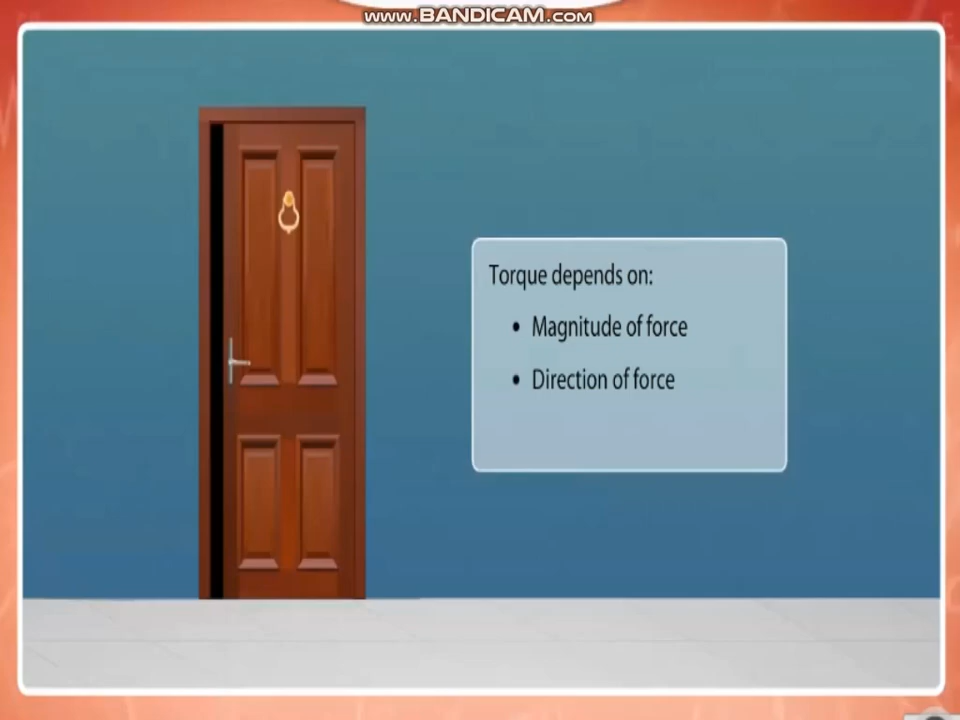 www.BANDICAM.com
Torque depends on:
• Magnitude of force
• Direction of force